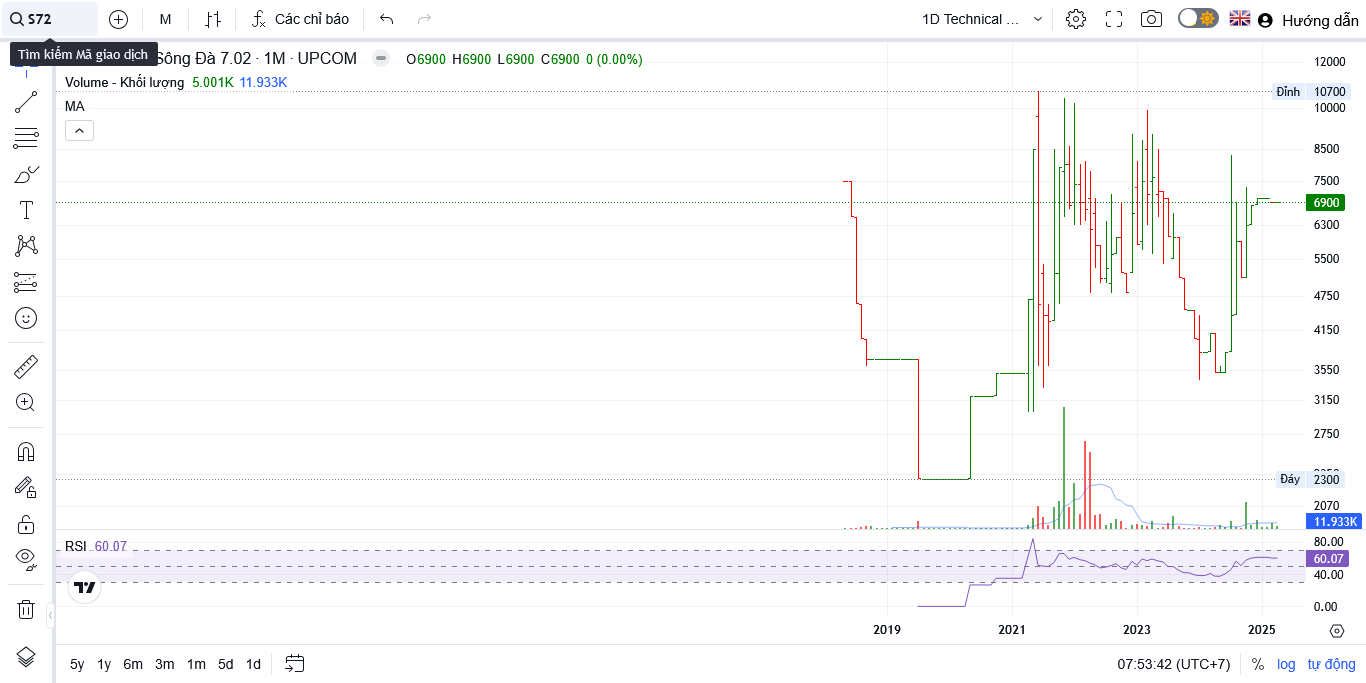 S72
M
Các chỉ báo
1D Technical ...
Hướng dẫn
Tìm kiếm Mã giao dịch
Sông Đà 7.02 · 1M · UPCOM
O6900 H6900 L6900 C6900 0 (0.00%)
Volume - Khối lượng 5.001K 11.933K
MA
12000
Đỉnh 10700
10000
8500
7500
6900
6300
5500
4750
4150
3550
3150
2750
Đáy 2300
2070
11.933K
RSI 60.07
80.00
60.07
40.00
0.00
2019 2021 2023 2025
5y 1y 6m 3m 1m 5d 1d
07:53:42 (UTC+7) % log tự động